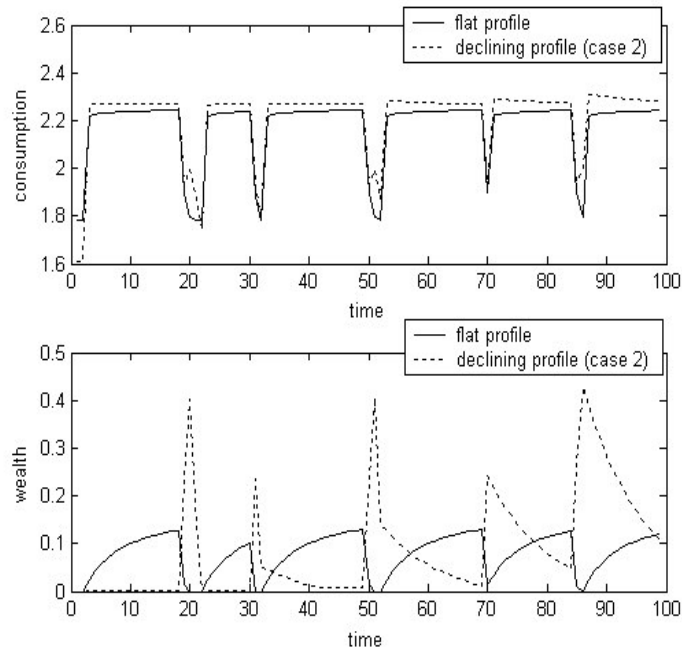 2.6
2.4
2.2
2
1.8
1.6
consumption
flat profile
declining profile (case 2)
0 10 20 30 40 50 60 70 80 90 100
time
0.5
0.4
0.3
0.2
0.1
0
wealth
flat profile
declining profile (case 2)
0 10 20 30 40 50 60 70 80 90 100
time